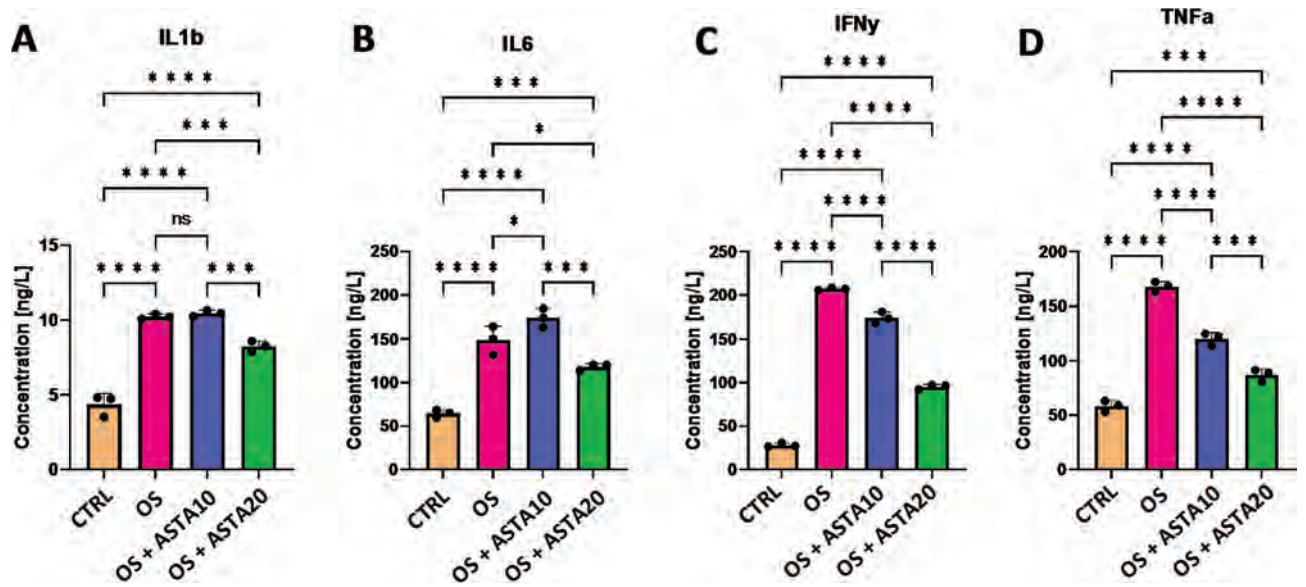 A
IL1b
* * * *
* * *
* * * *
ns
* * * *
* * *
Concentration [ng/L]
15
10
5
0
CTRL
OS
OS + ASTA10
OS + ASTA20
B
IL6
* * *
*
* * * *
*
* * * *
* * *
Concentration [ng/L]
250
200
150
100
50
0
CTRL
OS
OS + ASTA10
OS + ASTA20
C
IFNy
* * * *
* * * *
* * * *
* * * *
* * * *
* * * *
Concentration [ng/L]
250
200
150
100
50
0
CTRL
OS
OS + ASTA10
OS + ASTA20
D
TNFa
* * *
* * * *
* * * *
* * * *
* * * *
* * *
Concentration [ng/L]
200
150
100
50
0
CTRL
OS
OS + ASTA10
OS + ASTA20